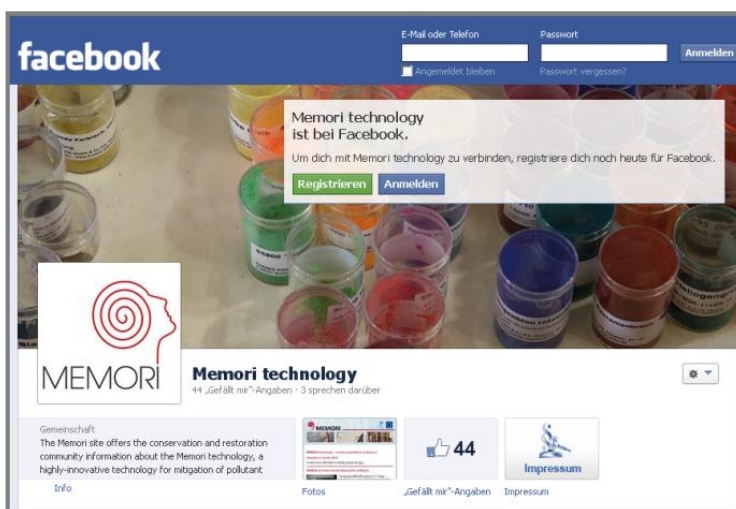 facebook
E-Mail oder Telefon
Passwort
Anmelden
Angemeldet bleiben
Passwort vergessen?
Memori technology
ist bei Facebook.
Um dich mit Memori technology zu verbinden, registriere dich noch heute für Facebook.
Registrieren
Anmelden
MEMORI
Memori technology
44 „Gefällt mir“-Angaben · 3 sprechen darüber
Gemeinschaft
The Memori site offers the conservation and restoration
community information about the Memori technology, a
highly-innovative technology for mitigation of pollutant
Info
MEMORI
Fotos
44
„Gefällt mir“-Angaben
Impressum
Impressum